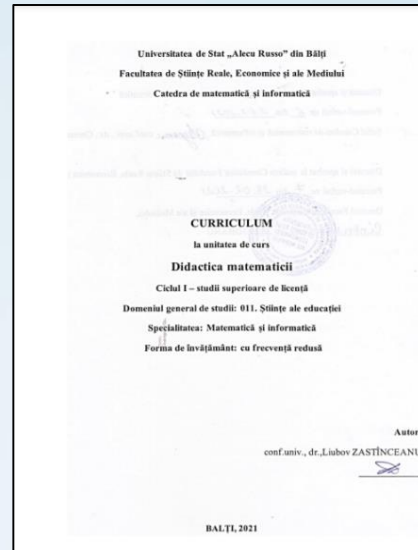 Universitatea de Stat „Alecu Russo” din Bălți
Facultatea de Științe Reale, Economice și ale Mediului
Catedra de matematică și informatică
CURRICULUM
la unitatea de curs
Didactica matematicii
Ciclul I – studii superioare de licență
Domeniul general de studii: 011. Științe ale educației
Specialitatea: Matematică și informatică
Forma de învățământ: cu frecvență redusă
Autor
conf.univ., dr.,Liubov ZASTÎNCEANU
BALȚI, 2021